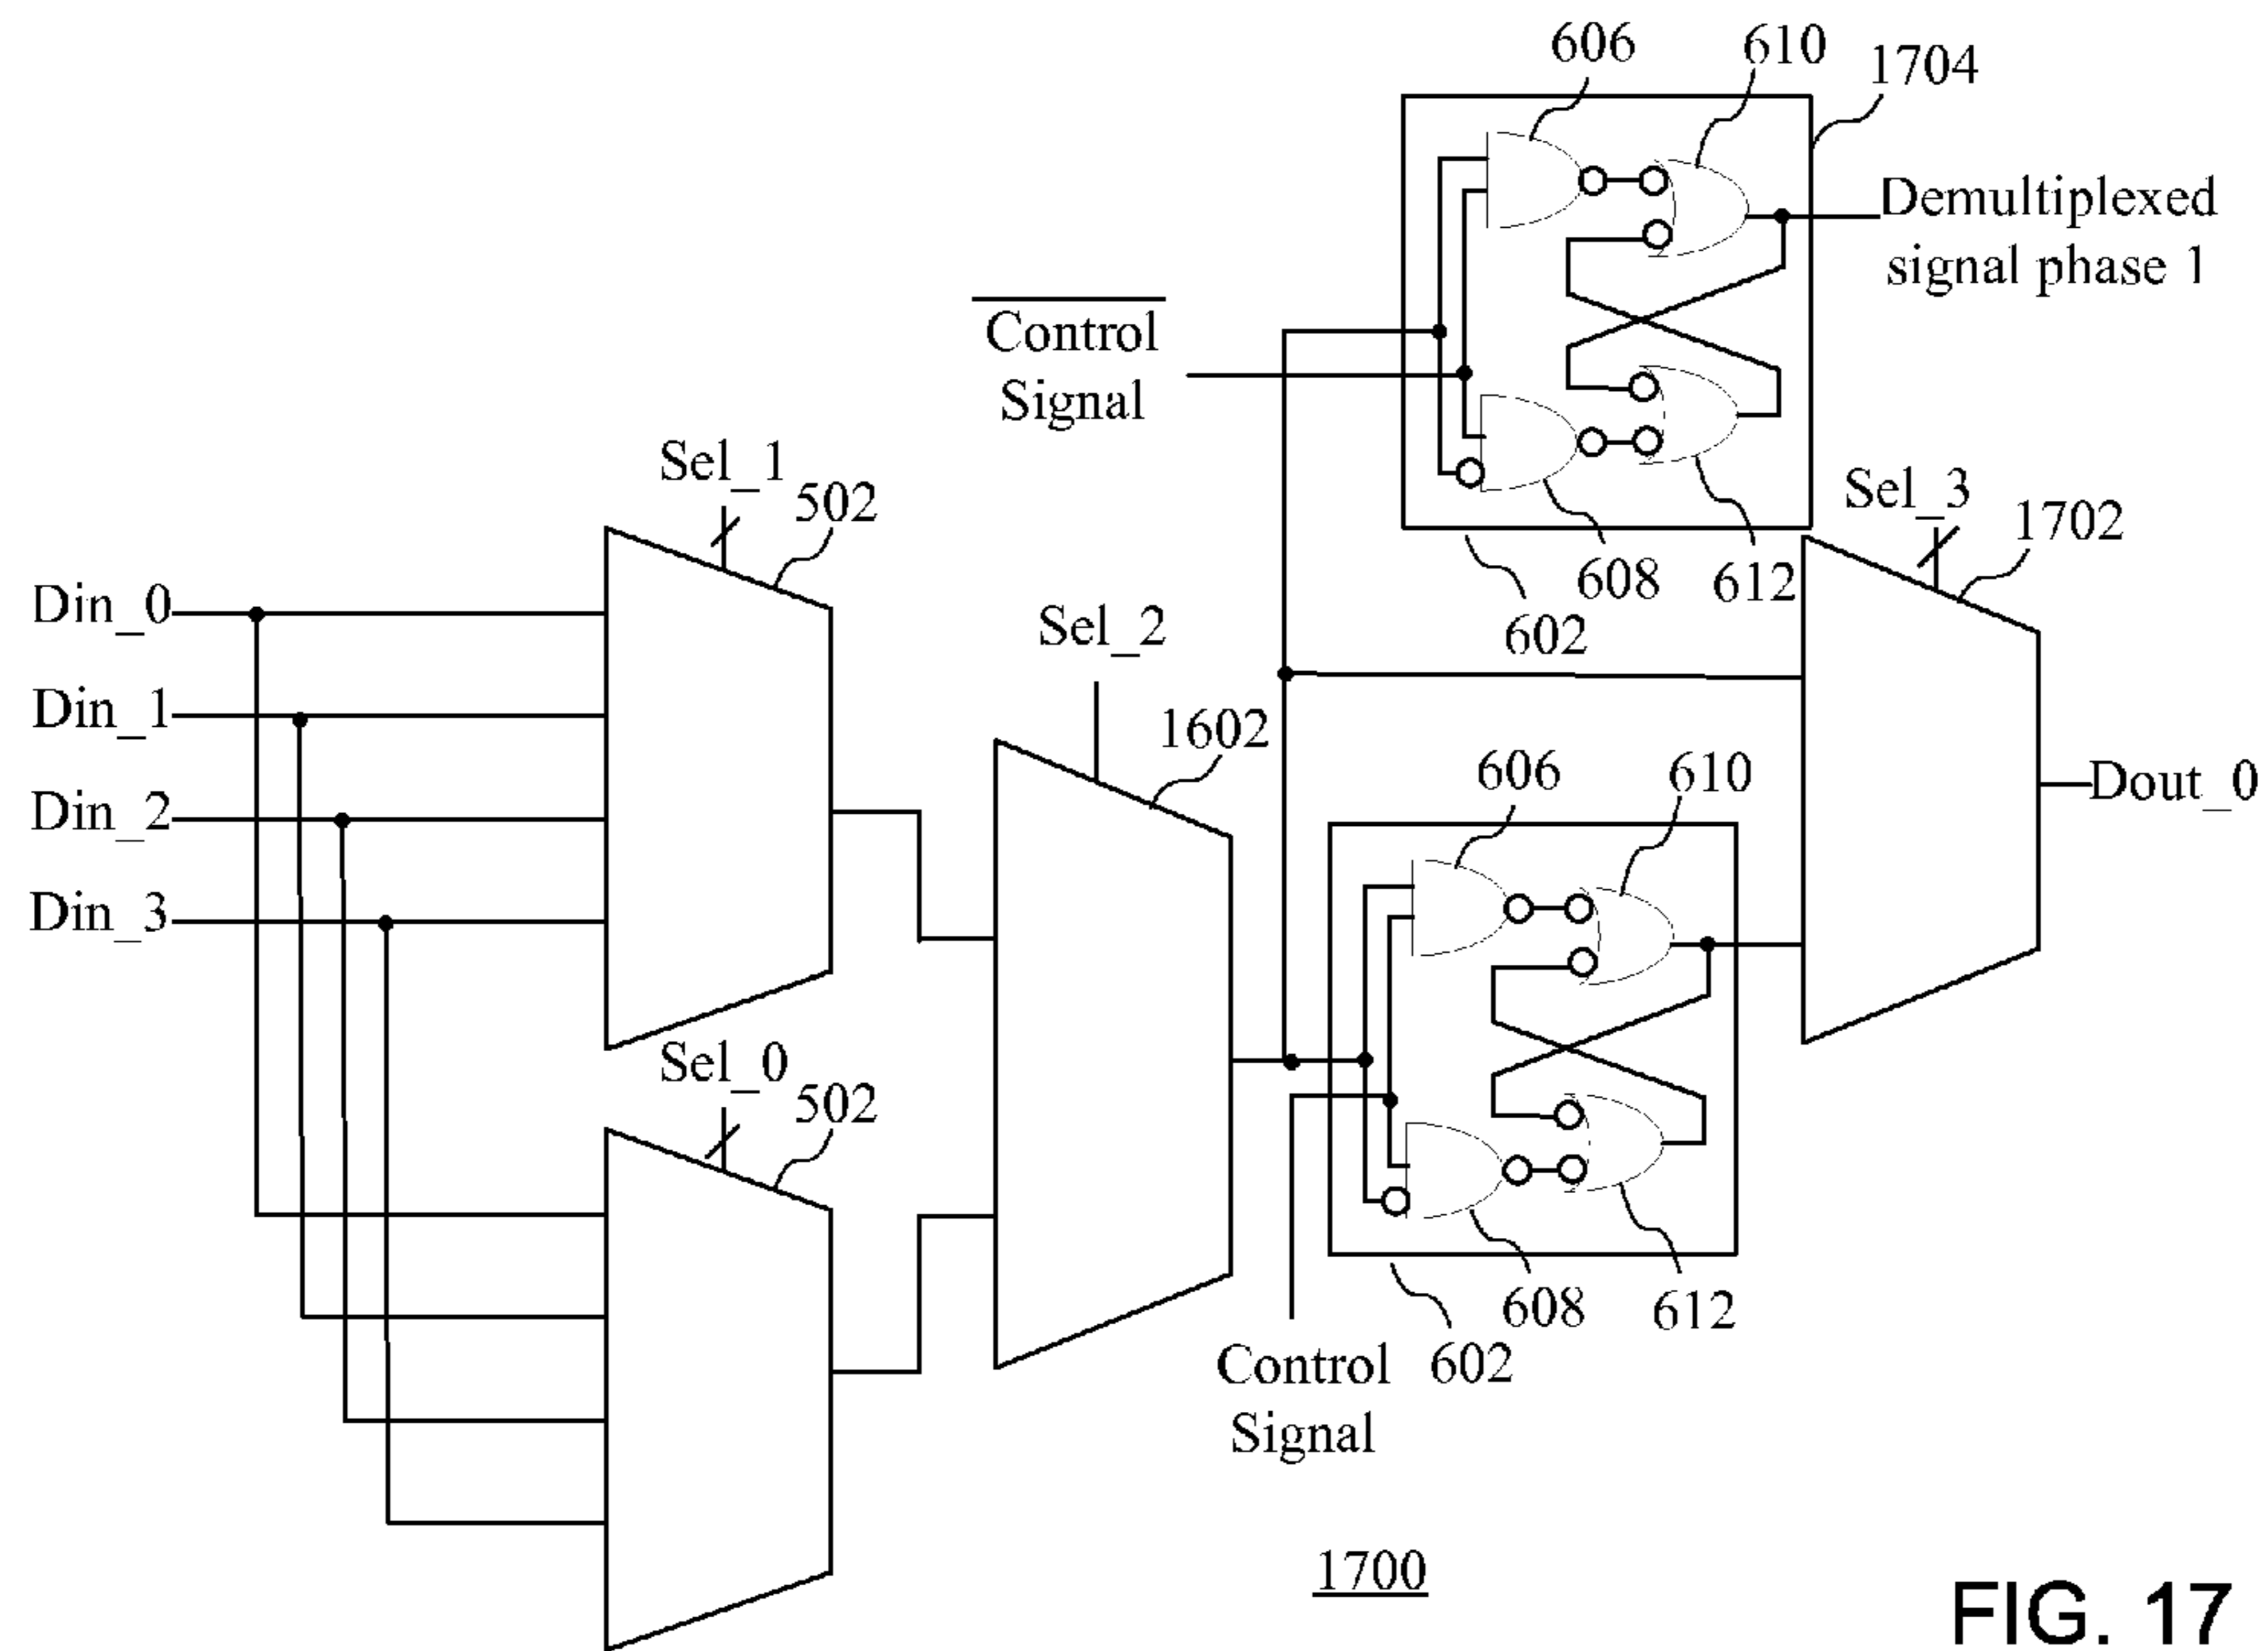 606
610
1704
Demultiplexed
signal phase 1
Control
Signal
Sel_1
502
Sel_3
1702
608
612
602
Din_0
Din_1
Din_2
Din_3
Sel_2
1602
606
610
Dout_0
Sel_0
502
608
612
602
Control
Signal
1700
FIG. 17